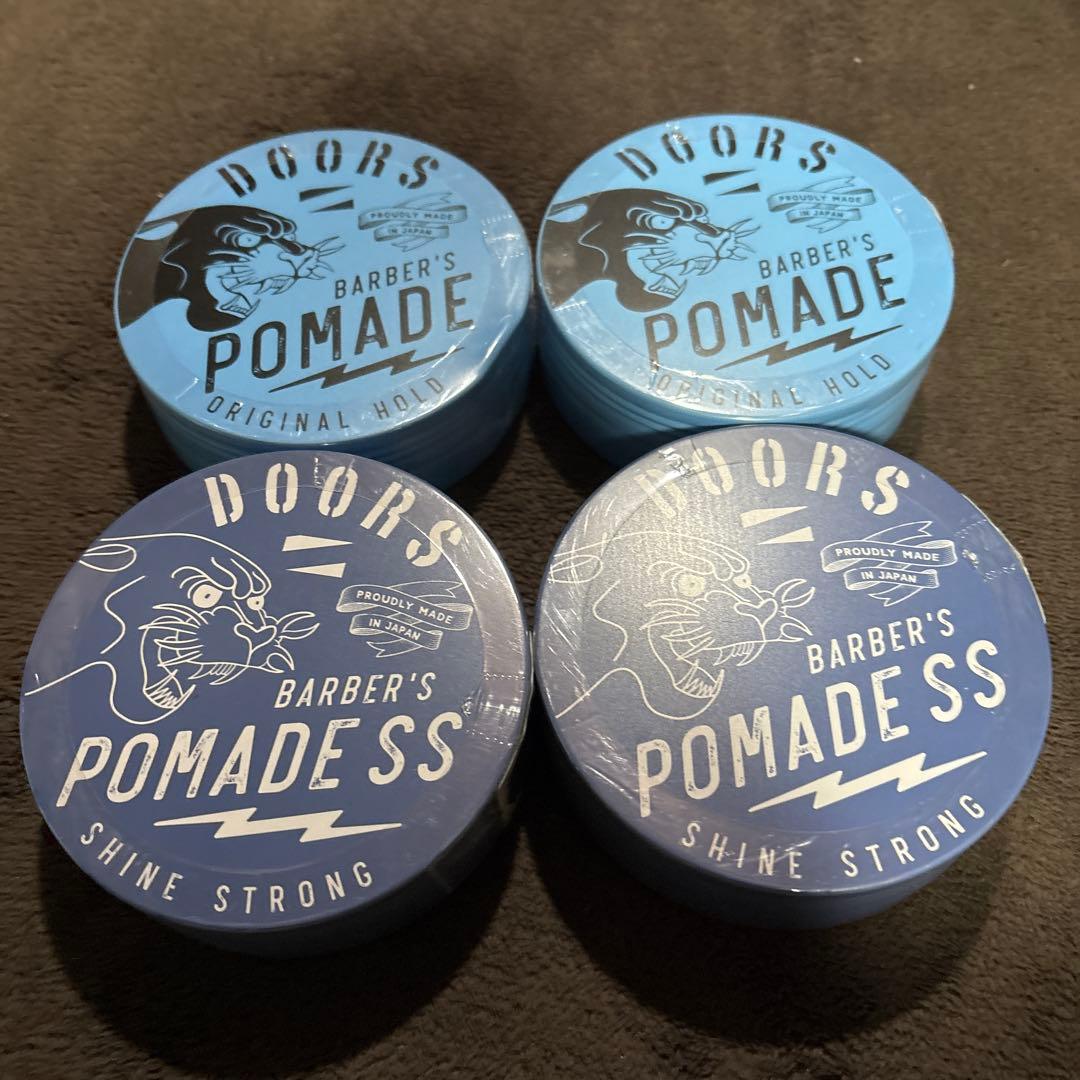 DOORS
PROUDLY MADE
IN JAPAN
BARBER'S
POMADE
ORIGINAL HOLD
DOORS
PROUDLY MADE
IN JAPAN
BARBER'S
POMADE
ORIGINAL HOLD
DOORS
PROUDLY MADE
IN JAPAN
BARBER'S
POMADE SS
SHINE STRONG
DOORS
PROUDLY MADE
IN JAPAN
BARBER'S
POMADE SS
SHINE STRONG